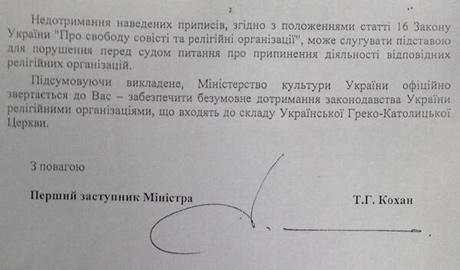 2
Недотримання наведених приписів, згідно з положеннями статті 16 Закону
України "Про свободу совісті та релігійні організації", може слугувати підставою
для порушення перед судом питання про припинення діяльності відповідних
релігійних організацій.
Підсумовуючи викладене, Міністерство культури України офіційно
звертається до Вас – забезпечити безумовне дотримання законодавства України
релігійними організаціями, що входять до складу Української Греко-Католицької
Церкви.
З повагою
Перший заступник Міністра Т.Г. Кохан